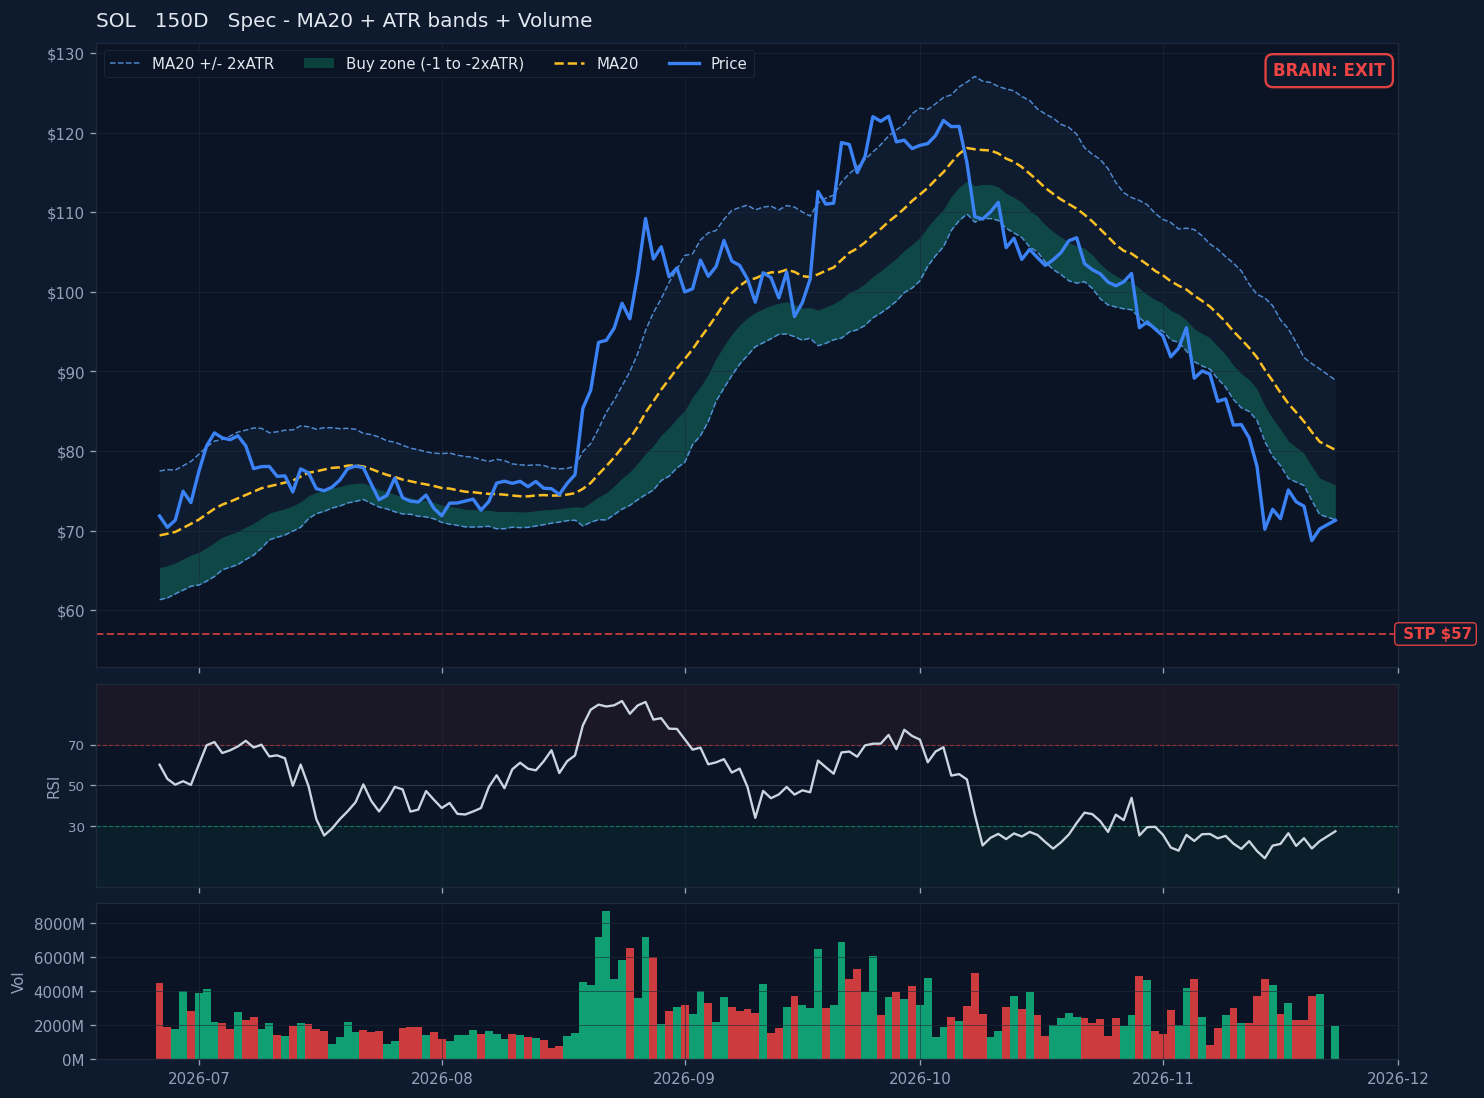 SOL   150D   Spec - MA20 + ATR bands + Volume
MA20 +/- 2xATR
Buy zone (-1 to -2xATR)
MA20
Price
BRAIN: EXIT
$130
$120
$110
$100
$90
$80
$70
$60
STP $57
RSI
70
50
30
Vol
8000M
6000M
4000M
2000M
0M
2026-07
2026-08
2026-09
2026-10
2026-11
2026-12